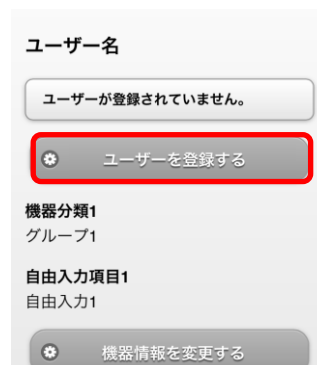 ユーザー名
ユーザーが登録されていません。
ユーザーを登録する
機器分類1
グループ1
自由入力項目1
自由入力1
機器情報を変更する